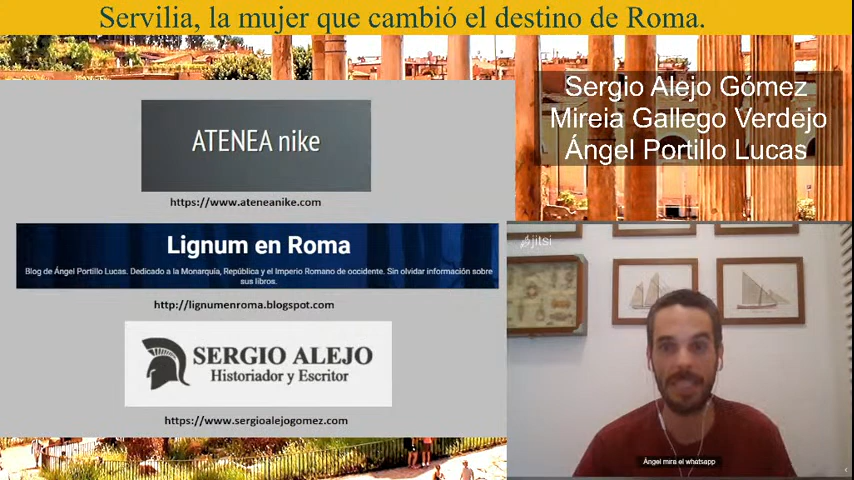 Servilia, la mujer que cambió el destino de Roma.
Sergio Alejo Gómez
Mireia Gallego Verdejo
Ángel Portillo Lucas
ATENEA nike
https://www.ateneanike.com
Lignum en Roma
Blog de Ángel Portillo Lucas. Dedicado a la Monarquía, República y el Imperio Romano de occidente. Sin olvidar información sobre
sus libros.
http://lignumenroma.blogspot.com
SERGIO ALEJO
Historiador y Escritor
https://www.sergioalejogomez.com
jitsi
Ángel mira el whatsapp